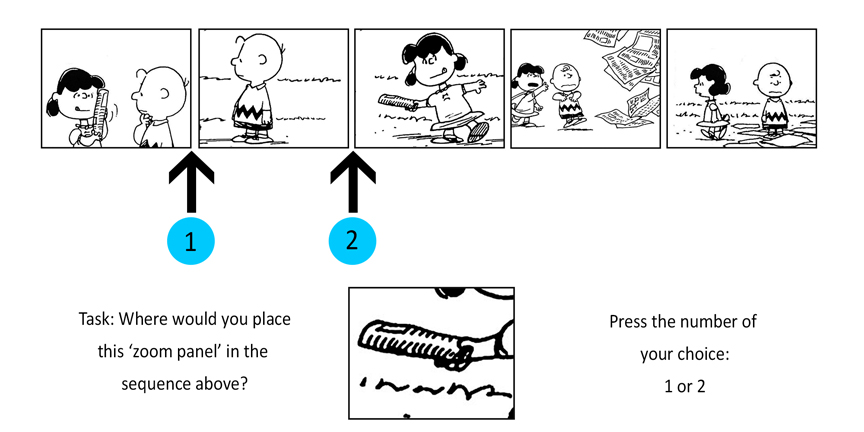 1
2
Task: Where would you place
this ‘zoom panel’ in the
sequence above?
Press the number of
your choice:
1 or 2